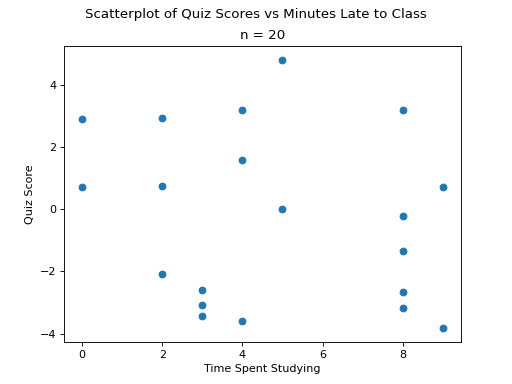 Scatterplot of Quiz Scores vs Minutes Late to Class
n = 20
4
2
0
−2
−4
Quiz Score
0 2 4 6 8
Time Spent Studying